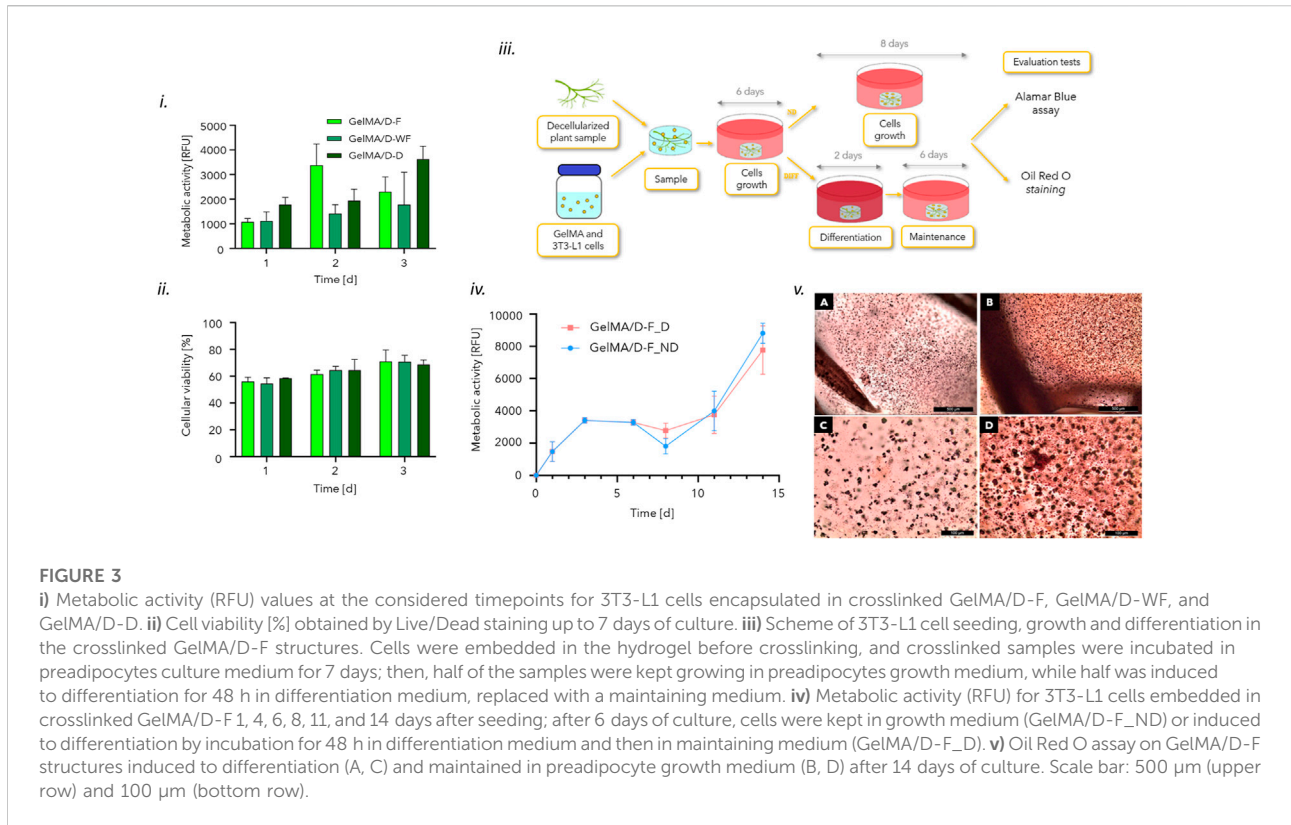 i.
GelMA/D-F
GelMA/D-WF
GelMA/D-D
Metabolic activity [RFU]
5000
4000
3000
2000
1000
0
1 2 3
Time [d]
ii.
Cellular viability [%]
100
80
60
40
20
0
1 2 3
Time [d]
iii.
8 days
Evaluation tests
6 days
Alamar Blue
assay
Decellularized
plant sample
ND
Cells
growth
Sample
Cells
growth
2 days
6 days
Oil Red O
staining
GelMA and
3T3-L1 cells
Differentiation
Maintenance
iv.
GelMA/D-F_D
GelMA/D-F_ND
Metabolic activity [RFU]
10000
8000
6000
4000
2000
0
0 5 10 15
Time [d]
v.
A
B
C
D
FIGURE 3
i) Metabolic activity (RFU) values at the considered timepoints for 3T3-L1 cells encapsulated in crosslinked GelMA/D-F, GelMA/D-WF, and
GelMA/D-D. ii) Cell viability [%] obtained by Live/Dead staining up to 7 days of culture. iii) Scheme of 3T3-L1 cell seeding, growth and differentiation in
the crosslinked GelMA/D-F structures. Cells were embedded in the hydrogel before crosslinking, and crosslinked samples were incubated in
preadipocytes culture medium for 7 days; then, half of the samples were kept growing in preadipocytes growth medium, while half was induced
to differentiation for 48 h in differentiation medium, replaced with a maintaining medium. iv) Metabolic activity (RFU) for 3T3-L1 cells embedded in
crosslinked GelMA/D-F 1, 4, 6, 8, 11, and 14 days after seeding; after 6 days of culture, cells were kept in growth medium (GelMA/D-F_ND) or induced
to differentiation by incubation for 48 h in differentiation medium and then in maintaining medium (GelMA/D-F_D). v) Oil Red O assay on GelMA/D-F
structures induced to differentiation (A, C) and maintained in preadipocyte growth medium (B, D) after 14 days of culture. Scale bar: 500 μm (upper
row) and 100 μm (bottom row).